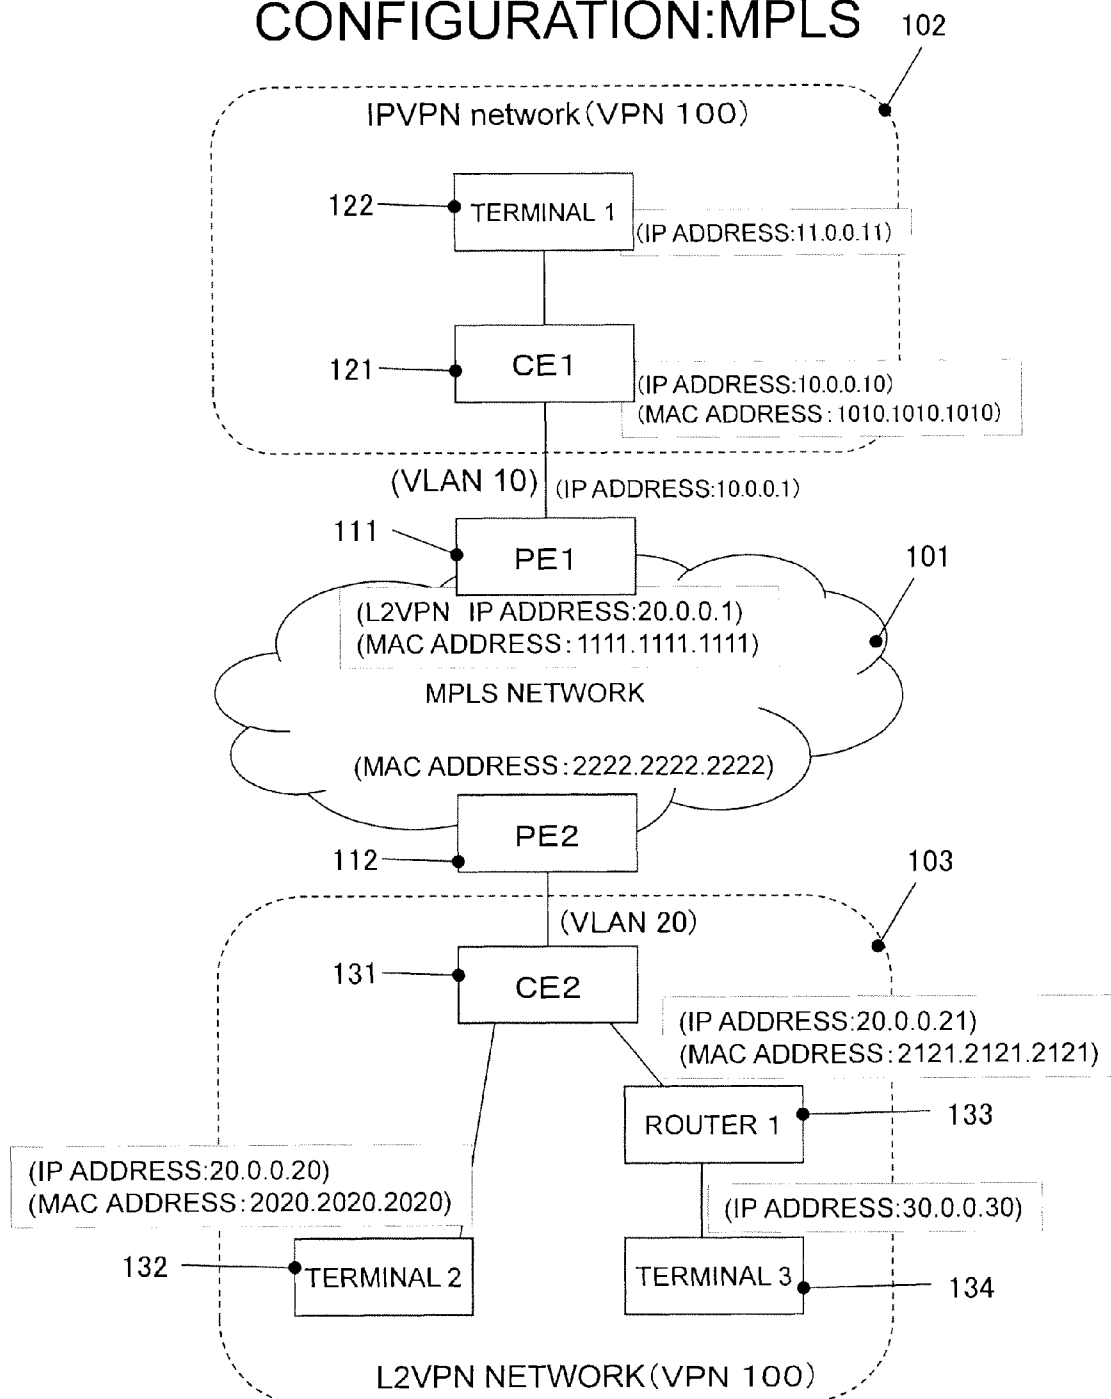 CONFIGURATION:MPLS
102
IPVPN network(VPN 100)
122
TERMINAL 1
(IP ADDRESS:11.0.0.11)
121
CE1
(IP ADDRESS:10.0.0.10)
(MAC ADDRESS:1010.1010.1010)
(VLAN 10)
(IP ADDRESS:10.0.0.1)
111
PE1
101
(L2VPN IP ADDRESS:20.0.0.1)
(MAC ADDRESS:1111.1111.1111)
MPLS NETWORK
(MAC ADDRESS:2222.2222.2222)
PE2
112
103
(VLAN 20)
131
CE2
(IP ADDRESS:20.0.0.21)
(MAC ADDRESS:2121.2121.2121)
ROUTER 1
133
(IP ADDRESS:20.0.0.20)
(MAC ADDRESS:2020.2020.2020)
(IP ADDRESS:30.0.0.30)
132
TERMINAL 2
TERMINAL 3
134
L2VPN NETWORK(VPN 100)